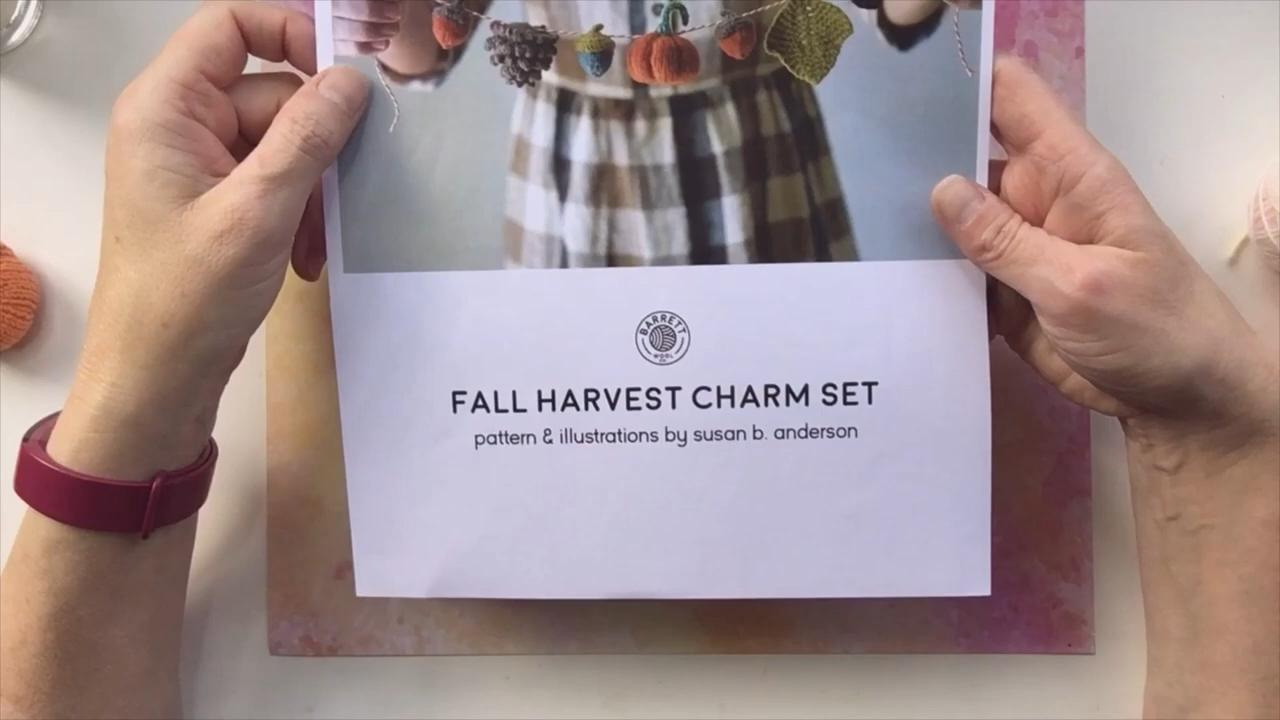 BARRETT
WOOL
CO.
FALL HARVEST CHARM SET
pattern & illustrations by susan b. anderson